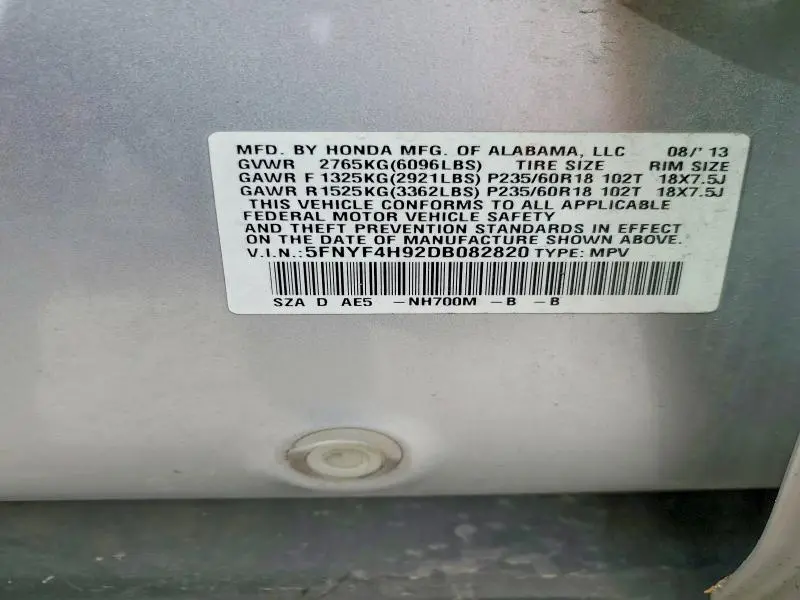 MFD. BY HONDA MFG. OF ALABAMA, LLC 08/'13
GVWR 2765KG(6096LBS) TIRE SIZE RIM SIZE
GAWR F 1325KG(2921LBS) P235/60R18 102T 18X7.5J
GAWR R1525KG(3362LBS) P235/60R18 102T 18X7.5J
THIS VEHICLE CONFORMS TO ALL APPLICABLE
FEDERAL MOTOR VEHICLE SAFETY
AND THEFT PREVENTION STANDARDS IN EFFECT
ON THE DATE OF MANUFACTURE SHOWN ABOVE.
V.I.N.:5FNYF4H92DB082820 TYPE: MPV
SZA D AE5 -NH700M -B -B